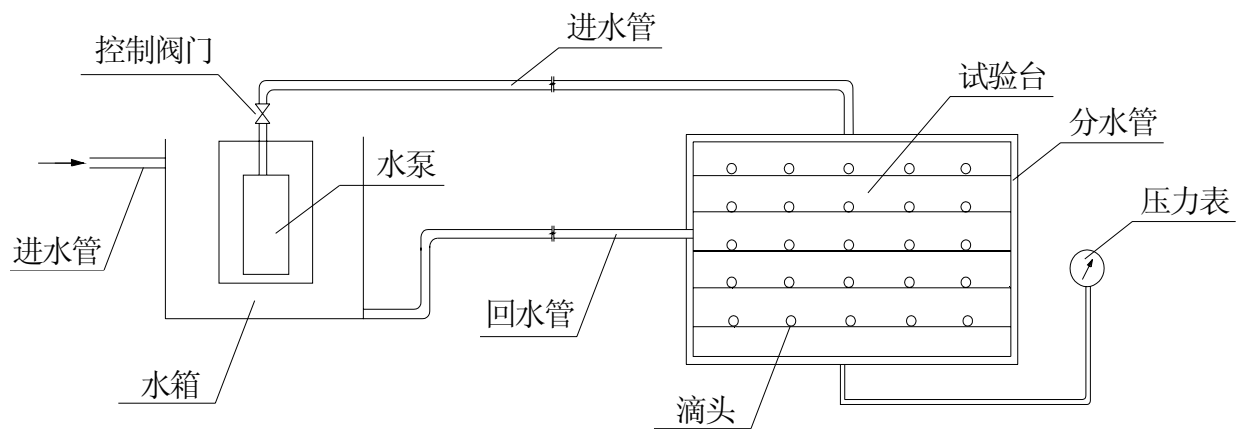 进水管
控制阀门
试验台
分水管
水泵
压力表
进水管
回水管
水箱
滴头